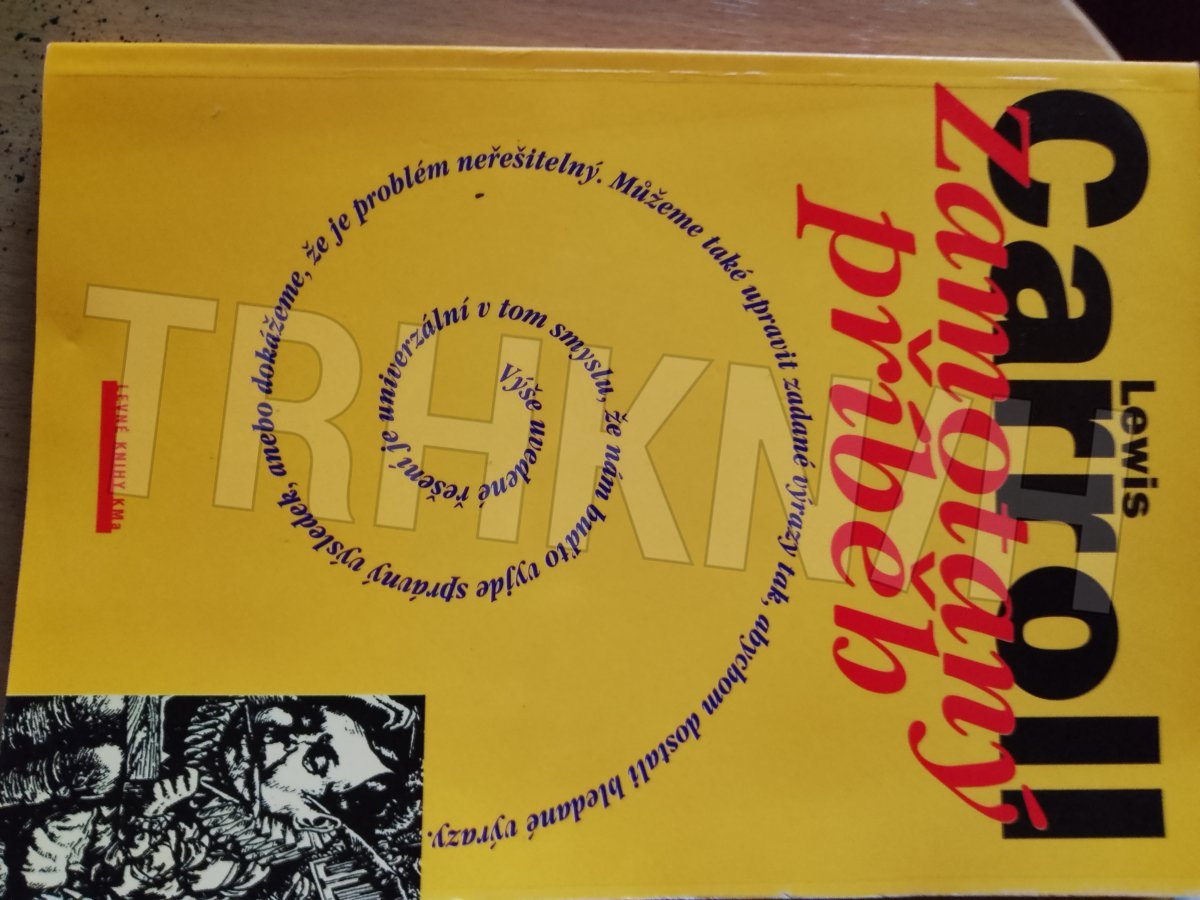 Lewis
Carroll
Zamotaný
příběh
Výše uvedené řešení je univerzální v tom smyslu, že nám buďto vyjde správný výsledek, anebo dokážeme, že je problém neřešitelný. Můžeme také upravit zadané výrazy tak, abychom dostali hledané výrazy.
LEVNÉ KNIHY KMa
TRHKNIH